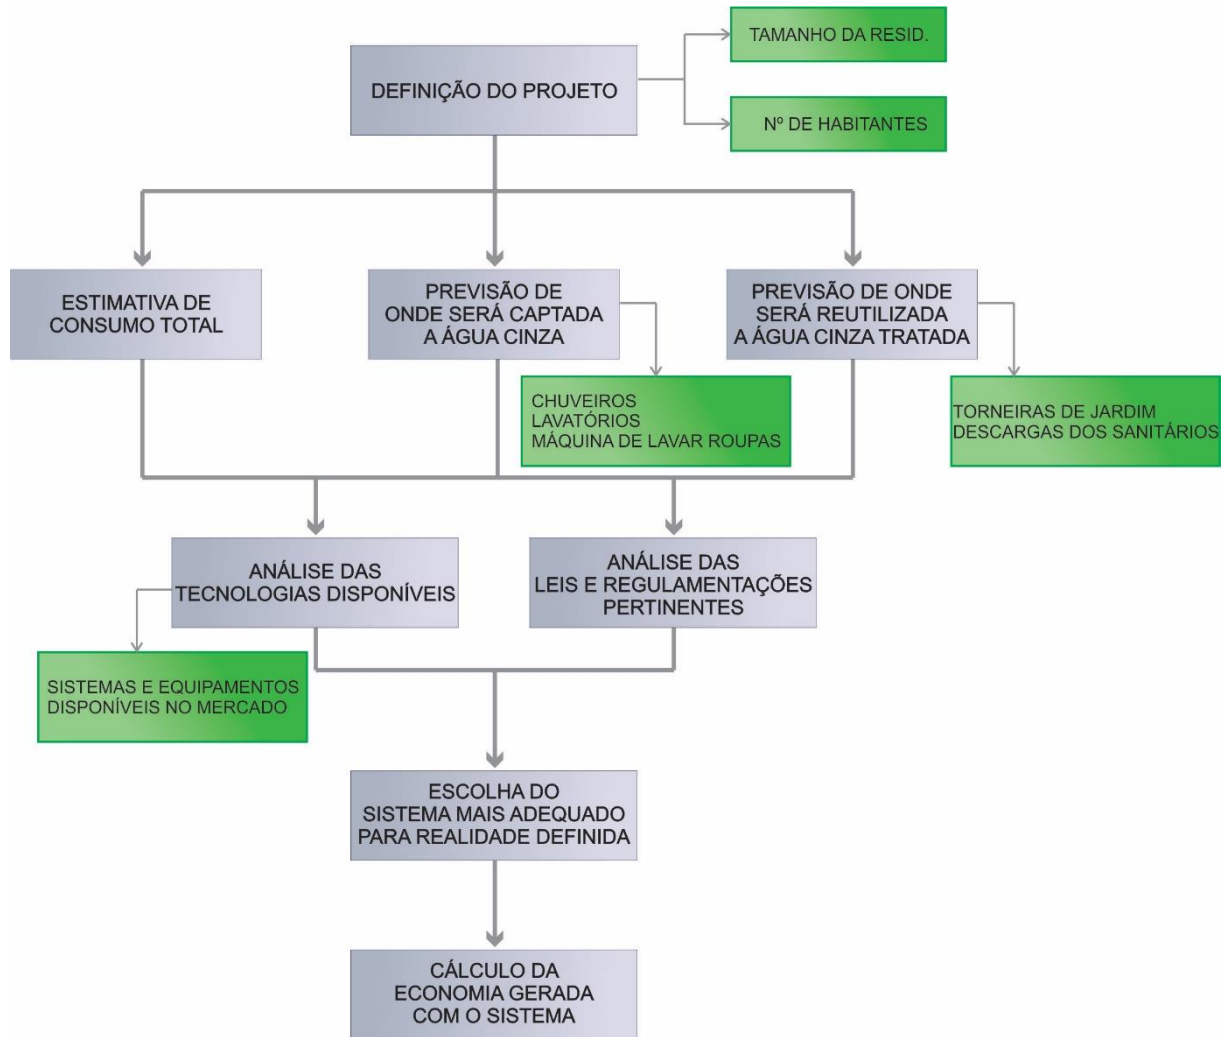 TAMANHO DA RESID.
DEFINIÇÃO DO PROJETO
Nº DE HABITANTES
ESTIMATIVA DE
CONSUMO TOTAL
PREVISÃO DE
ONDE SERÁ CAPTADA
A ÁGUA CINZA
PREVISÃO DE ONDE
SERÁ REUTILIZADA
A ÁGUA CINZA TRATADA
CHUVEIROS
LAVATÓRIOS
MÁQUINA DE LAVAR ROUPAS
TORNEIRAS DE JARDIM
DESCARGAS DOS SANITÁRIOS
ANÁLISE DAS
TECNOLOGIAS DISPONÍVEIS
ANÁLISE DAS
LEIS E REGULAMENTAÇÕES
PERTINENTES
SISTEMAS E EQUIPAMENTOS
DISPONÍVEIS NO MERCADO
ESCOLHA DO
SISTEMA MAIS ADEQUADO
PARA REALIDADE DEFINIDA
CÁLCULO DA
ECONOMIA GERADA
COM O SISTEMA